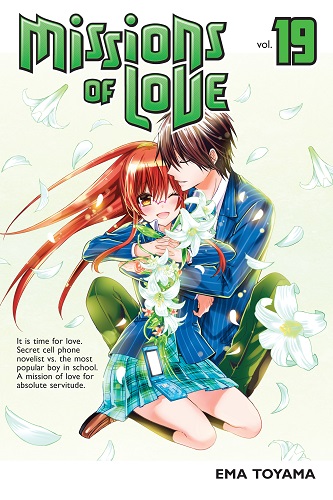 Missions
of Love
vol. 19
It is time for love.
Secret cell phone
novelist vs. the most
popular boy in school.
A mission of love for
absolute servitude.
EMA TOYAMA